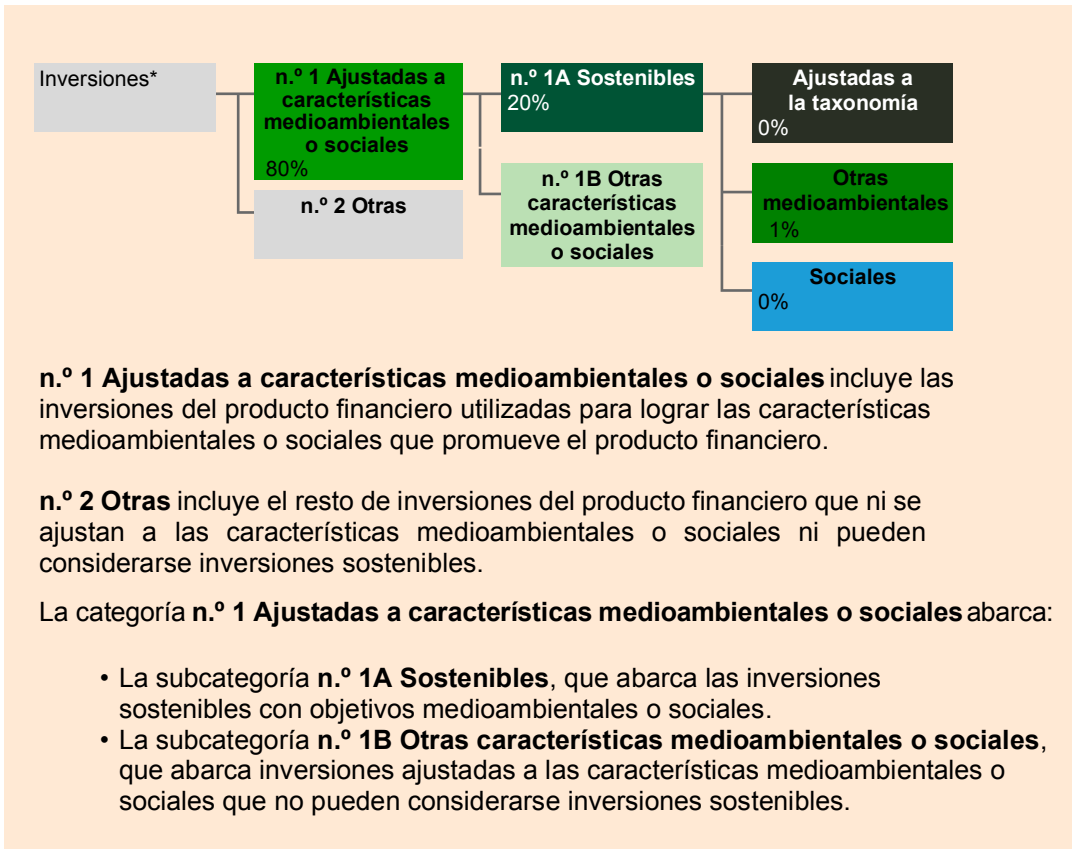 Inversiones*
n.º 1 Ajustadas a
características
medioambientales
o sociales
80%
n.º 2 Otras
n.º 1A Sostenibles
20%
n.º 1B Otras
características
medioambientales
o sociales
Ajustadas a
la taxonomía
0%
Otras
medioambientales
1%
Sociales
0%
n.º 1 Ajustadas a características medioambientales o sociales incluye las
inversiones del producto financiero utilizadas para lograr las características
medioambientales o sociales que promueve el producto financiero.
n.º 2 Otras incluye el resto de inversiones del producto financiero que ni se
ajustan a las características medioambientales o sociales ni pueden
considerarse inversiones sostenibles.
La categoría n.º 1 Ajustadas a características medioambientales o sociales abarca:
• La subcategoría n.º 1A Sostenibles, que abarca las inversiones
sostenibles con objetivos medioambientales o sociales.
• La subcategoría n.º 1B Otras características medioambientales o sociales,
que abarca inversiones ajustadas a las características medioambientales o
sociales que no pueden considerarse inversiones sostenibles.